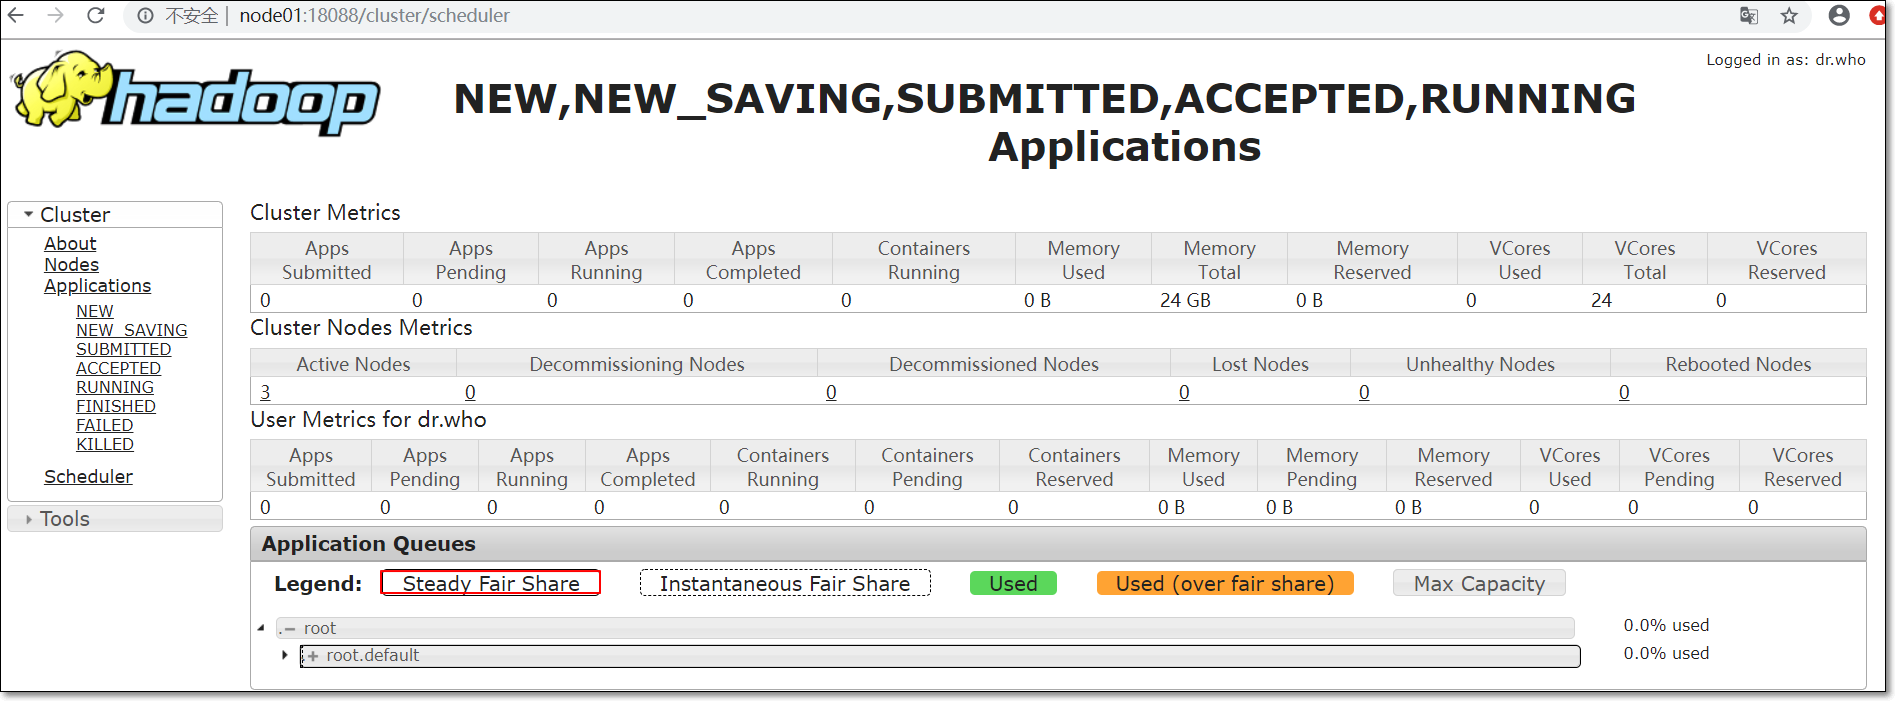 不安全 | node01:18088/cluster/scheduler
Logged in as: dr.who
hadoop
NEW,NEW_SAVING,SUBMITTED,ACCEPTED,RUNNING
Applications
Cluster
About
Nodes
Applications
NEW
NEW_SAVING
SUBMITTED
ACCEPTED
RUNNING
FINISHED
FAILED
KILLED
Scheduler
Tools
Cluster Metrics
Apps Submitted Apps Pending Apps Running Apps Completed Containers Running Memory Used Memory Total Memory Reserved VCores Used VCores Total VCores Reserved
0 0 0 0 0 0 B 24 GB 0 B 0 24 0
Cluster Nodes Metrics
Active Nodes Decommissioning Nodes Decommissioned Nodes Lost Nodes Unhealthy Nodes Rebooted Nodes
3 0 0 0 0 0
User Metrics for dr.who
Apps Submitted Apps Pending Apps Running Apps Completed Containers Running Containers Pending Containers Reserved Memory Used Memory Pending Memory Reserved VCores Used VCores Pending VCores Reserved
0 0 0 0 0 0 0 0 B 0 B 0 B 0 0 0
Application Queues
Legend: Steady Fair Share Instantaneous Fair Share Used Used (over fair share) Max Capacity
root 0.0% used
root.default 0.0% used